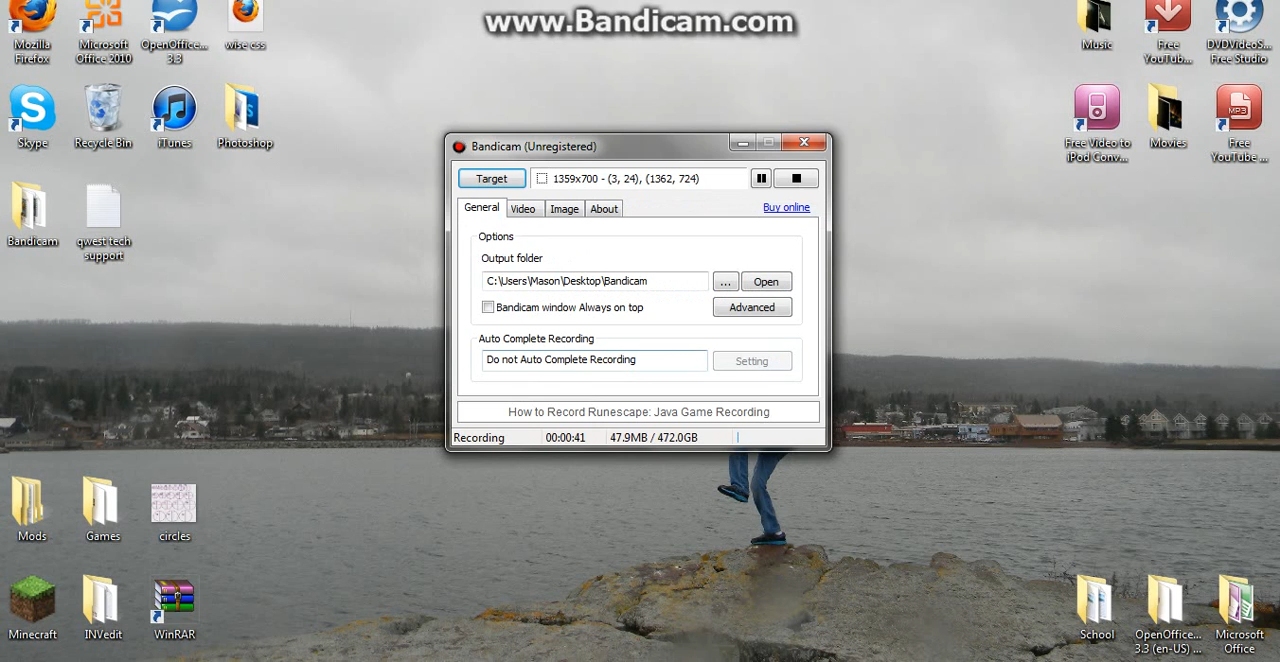 www.Bandicam.com
Mozilla
Firefox
Microsoft
Office 2010
OpenOffice...
3.3
wise css
Music
Free
YouTub...
DVDVideoS...
Free Studio
Skype
Recycle Bin
iTunes
Photoshop
Free Video to
iPod Conv...
Movies
MP3
Free
YouTube ...
Bandicam
qwest tech
support
Bandicam (Unregistered)
Target
1359x700 - (3, 24), (1362, 724)
General
Video
Image
About
Buy online
Options
Output folder
C:\Users\Mason\Desktop\Bandicam
...
Open
Bandicam window Always on top
Advanced
Auto Complete Recording
Do not Auto Complete Recording
Setting
How to Record Runescape: Java Game Recording
Recording
00:00:41
47.9MB / 472.0GB
Mods
Games
circles
Minecraft
INVedit
WinRAR
School
OpenOffice...
3.3 (en-US) ...
Microsoft
Office